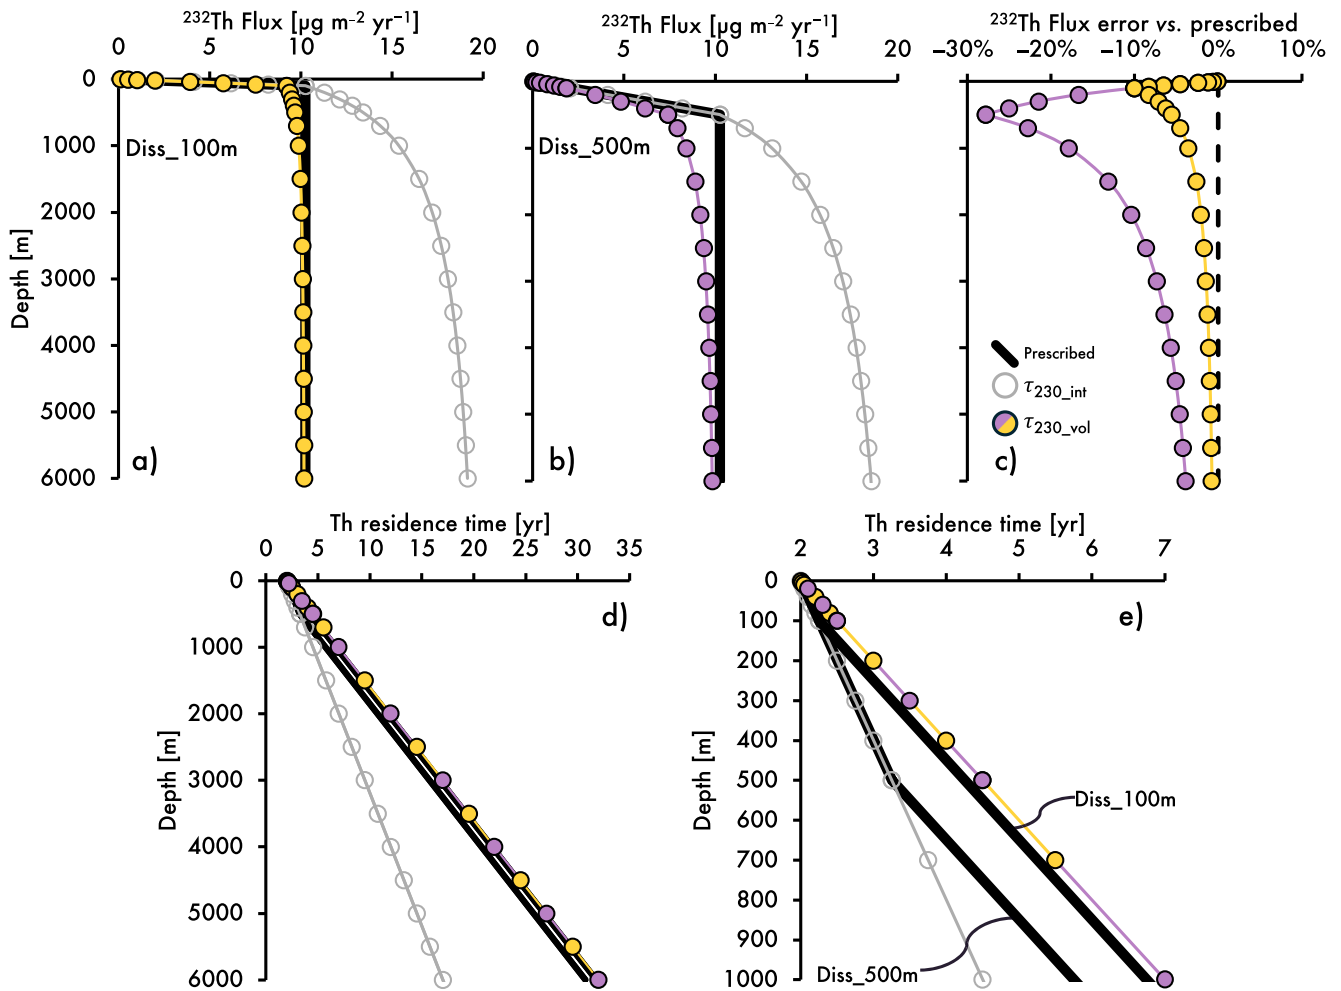 ²³²Th Flux [µg m⁻² yr⁻¹]
0 5 10 15 20
0
1000
2000
3000
4000
5000
6000
Depth [m]
Diss_100m
a)
²³²Th Flux [µg m⁻² yr⁻¹]
0 5 10 15 20
Diss_500m
b)
²³²Th Flux error vs. prescribed
−30% −20% −10% 0% 10%
Prescribed
τ230_int
τ230_vol
c)
Th residence time [yr]
0 5 10 15 20 25 30 35
0
1000
2000
3000
4000
5000
6000
Depth [m]
d)
Th residence time [yr]
2 3 4 5 6 7
0
100
200
300
400
500
600
700
800
900
1000
Depth [m]
e)
Diss_100m
Diss_500m